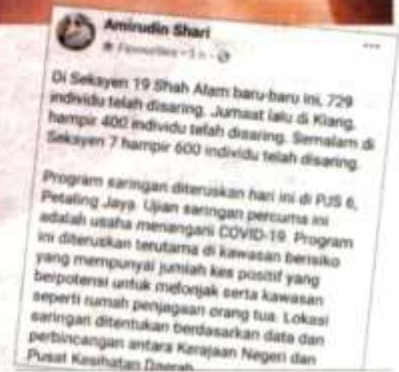 Amirudin Shari
Favourites • 3 h •
Di Seksyen 19 Shah Alam baru-baru ini, 729
individu telah disaring. Jumaat lalu di Klang,
hampir 400 individu telah disaring. Semalam di
Seksyen 7 hampir 600 individu telah disaring.
Program saringan diteruskan hari ini di PJS 6,
Petaling Jaya. Ujian saringan percuma ini
adalah usaha menangani COVID-19. Program
ini diteruskan terutama di kawasan berisiko
yang mempunyai jumlah kes positif yang
berpotensi untuk melonjak serta kawasan
seperti rumah penjagaan orang tua. Lokasi
saringan ditentukan berdasarkan data dan
perbincangan antara Kerajaan Negeri dan
Pusat Kesihatan Daerah